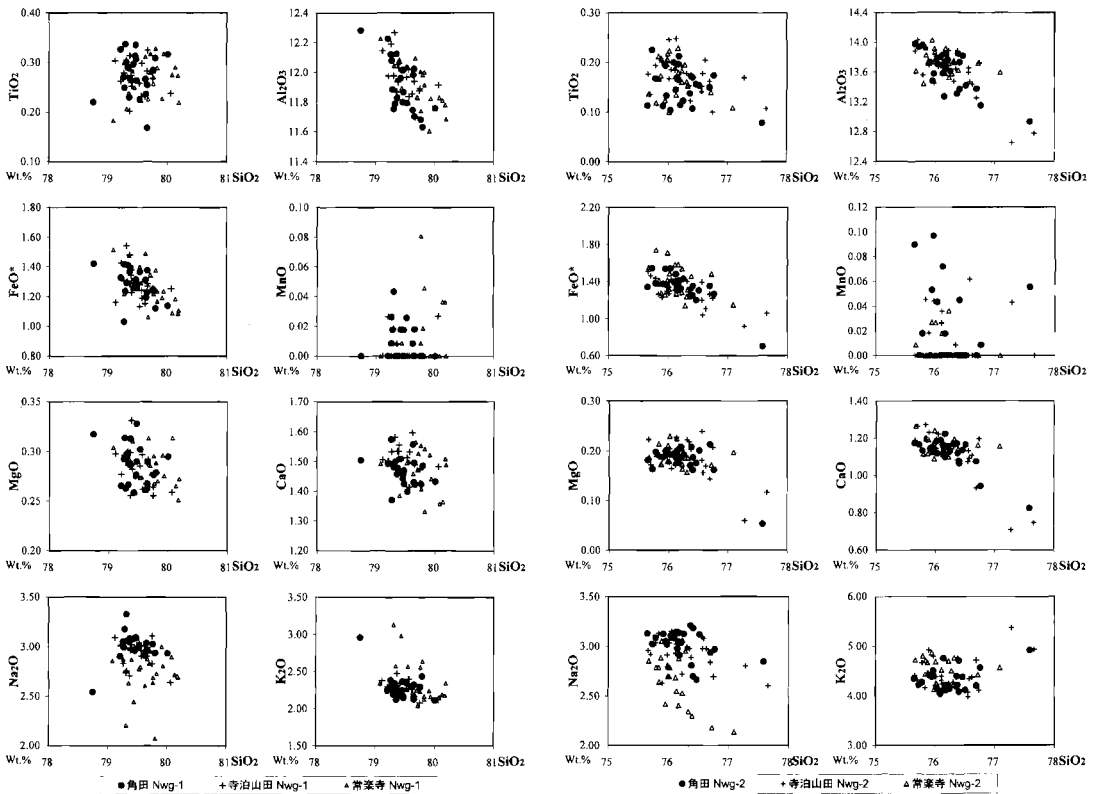 0.40
0.30
0.20
0.10
TiO2
Wt.%
78 79 80 81 SiO2
12.4
12.2
12.0
11.8
11.6
11.4
Al2O3
Wt.%
78 79 80 81 SiO2
0.40
0.30
0.20
0.10
0.00
TiO2
Wt.%
75 76 77 78 SiO2
14.4
14.0
13.6
13.2
12.8
12.4
Al2O3
Wt.%
75 76 77 78 SiO2
1.80
1.60
1.40
1.20
1.00
0.80
FeO*
Wt.%
78 79 80 81 SiO2
0.10
0.08
0.06
0.04
0.02
0.00
MnO
Wt.%
78 79 80 81 SiO2
2.20
1.80
1.40
1.00
0.60
FeO*
Wt.%
75 76 77 78 SiO2
0.12
0.10
0.08
0.06
0.04
0.02
0.00
MnO
Wt.%
75 76 77 78 SiO2
0.35
0.30
0.25
0.20
MgO
Wt.%
78 79 80 81 SiO2
1.70
1.60
1.50
1.40
1.30
1.20
CaO
Wt.%
78 79 80 81 SiO2
0.30
0.20
0.10
0.00
MgO
Wt.%
75 76 77 78 SiO2
1.40
1.20
1.00
0.80
0.60
CaO
Wt.%
75 76 77 78 SiO2
3.50
3.00
2.50
2.00
Na2O
Wt.%
78 79 80 81 SiO2
3.50
3.00
2.50
2.00
1.50
K2O
Wt.%
78 79 80 81 SiO2
3.50
3.00
2.50
2.00
Na2O
Wt.%
75 76 77 78 SiO2
6.00
5.00
4.00
3.00
K2O
Wt.%
75 76 77 78 SiO2
角田 Nwg-1 寺泊山田 Nwg-1 常楽寺 Nwg-1
角田 Nwg-2 寺泊山田 Nwg-2 常楽寺 Nwg-2